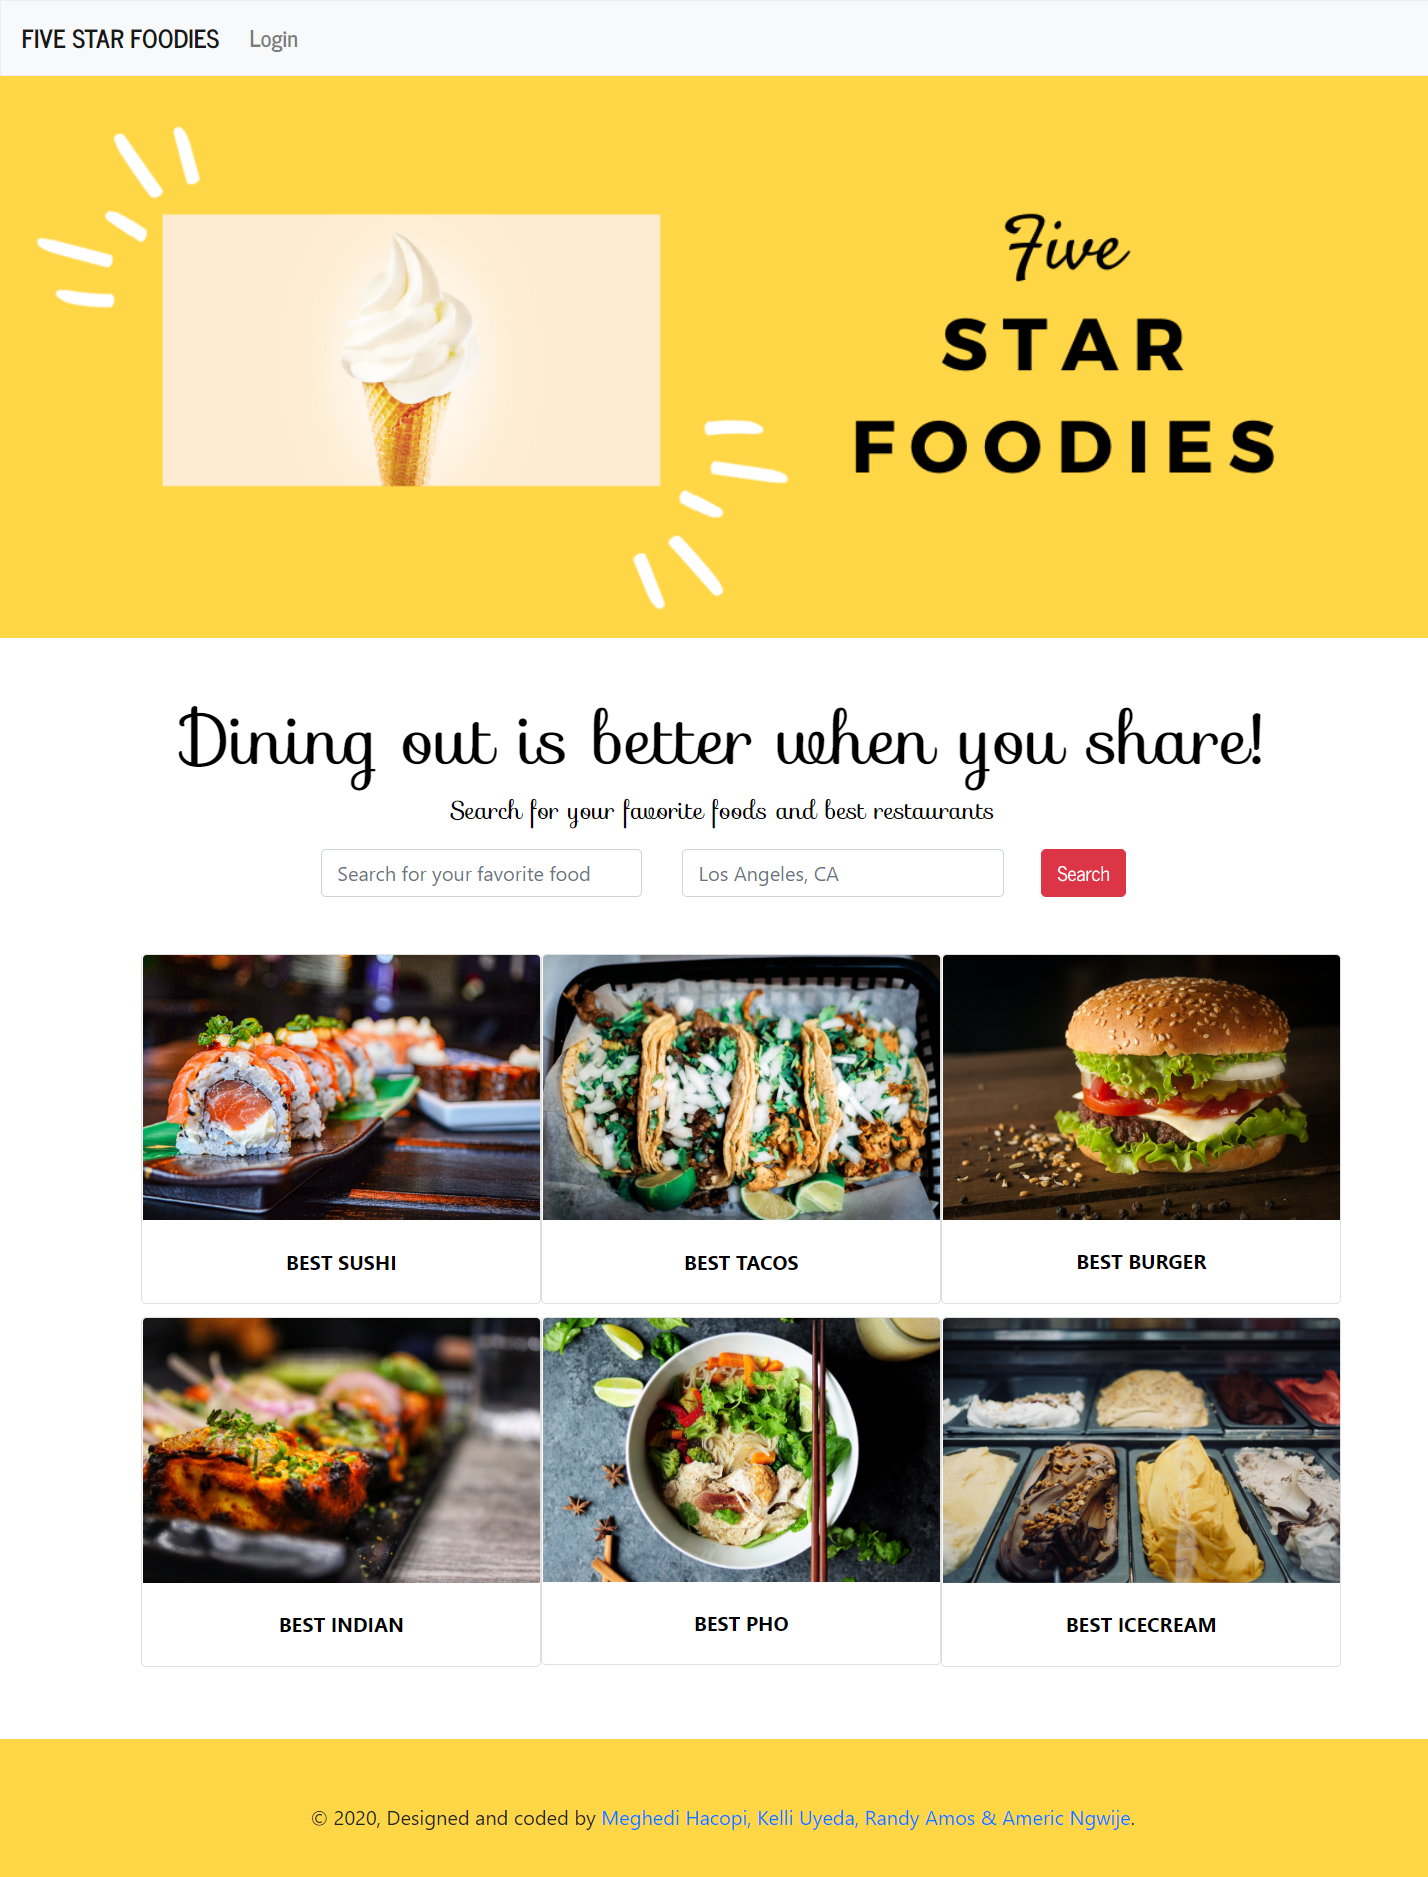 FIVE STAR FOODIES Login
Five
STAR
FOODIES
Dining out is better when you share!
Search for your favorite foods and best restaurants
Search for your favorite food Los Angeles, CA Search
BEST SUSHI BEST TACOS BEST BURGER
BEST INDIAN BEST PHO BEST ICECREAM
© 2020, Designed and coded by Meghedi Hacopi, Kelli Uyeda, Randy Amos & Americ Ngwije.